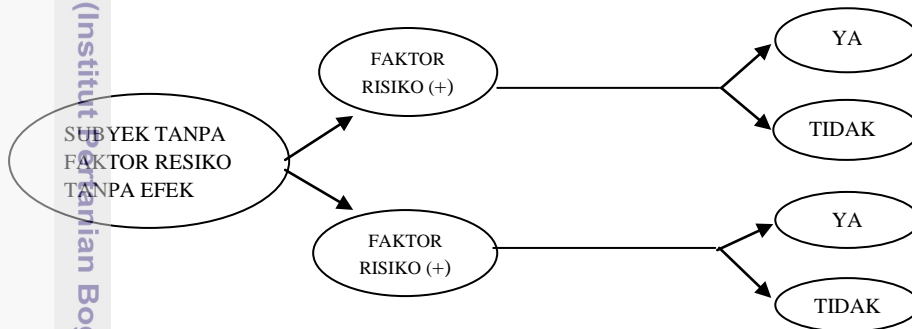 (Institut Pertanian Bog
SUBYEK TANPA
FAKTOR RESIKO
TANPA EFEK
FAKTOR
RISIKO (+)
YA
TIDAK
FAKTOR
RISIKO (+)
YA
TIDAK